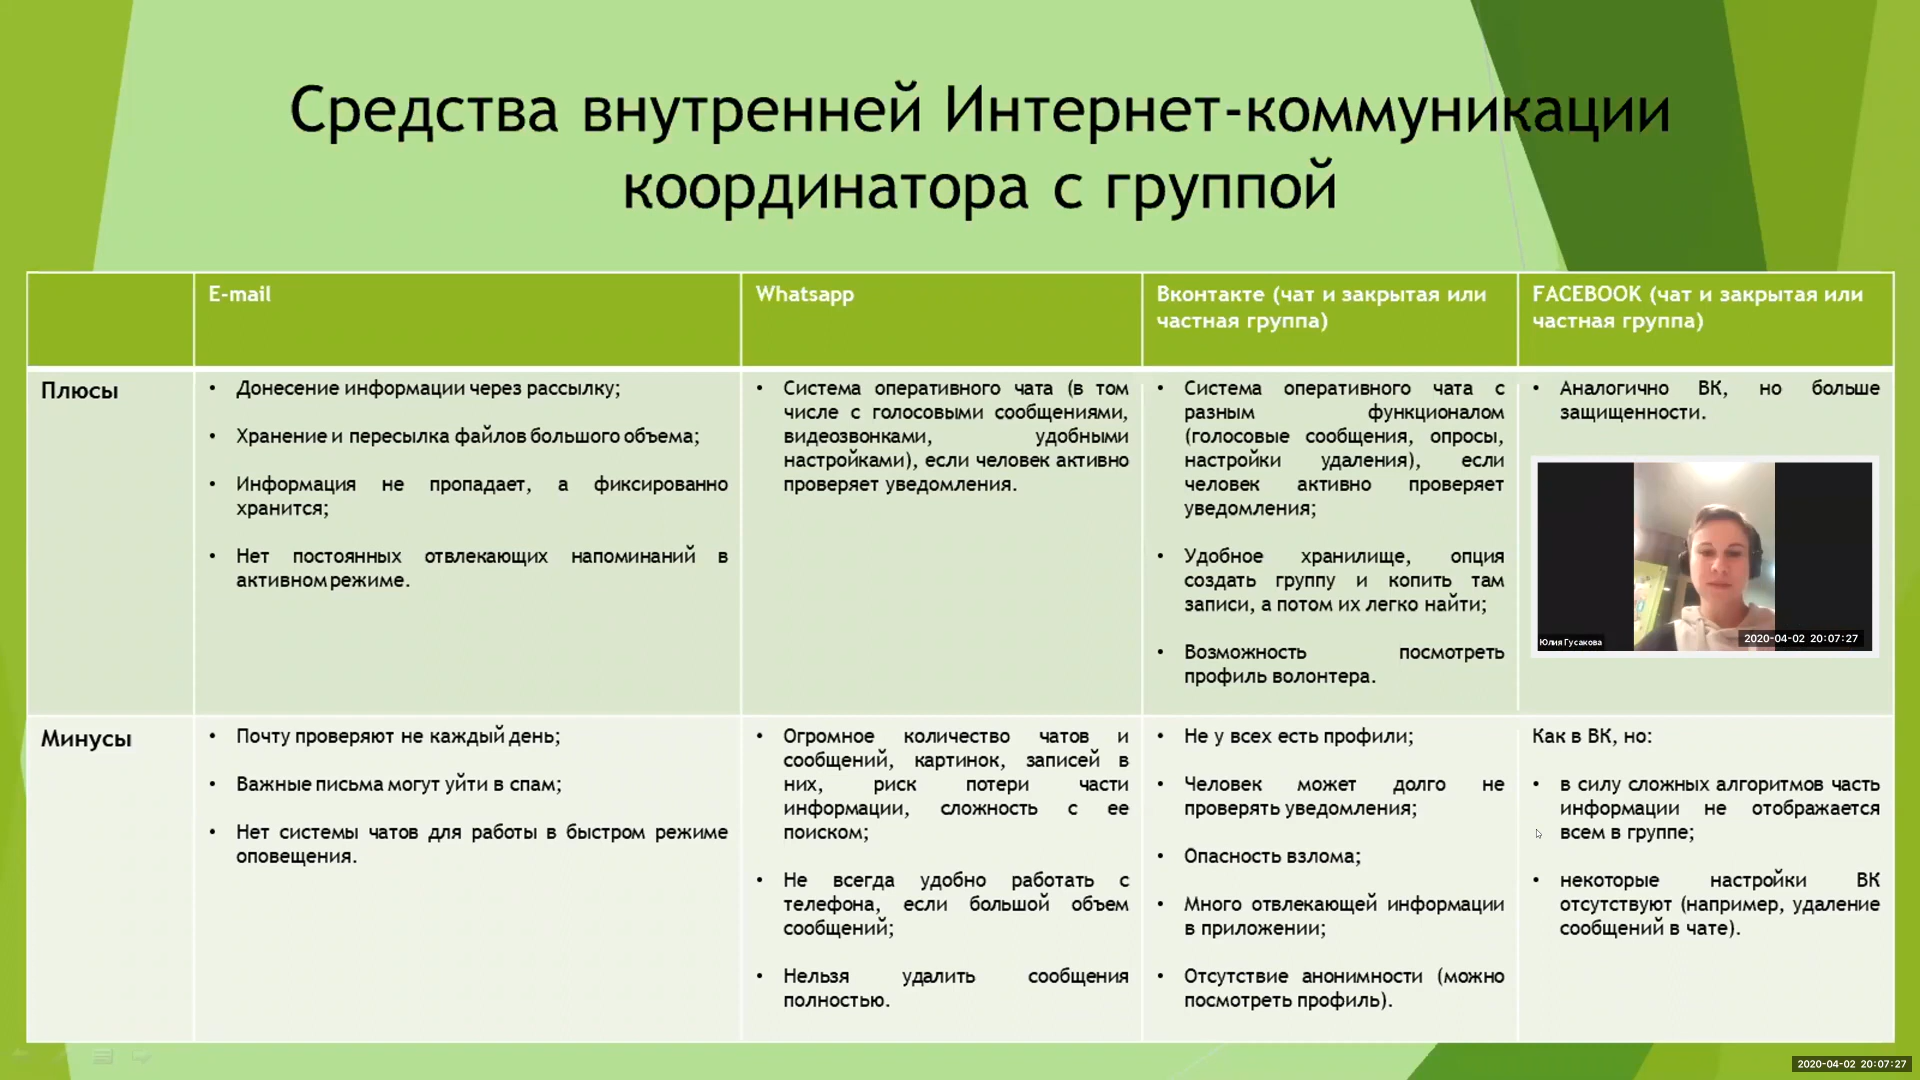 Средства внутренней Интернет-коммуникации
координатора с группой
E-mail
Whatsapp
Вконтакте (чат и закрытая или
частная группа)
FACEBOOK (чат и закрытая или
частная группа)
Плюсы
• Донесение информации через рассылку;
• Хранение и пересылка файлов большого объема;
• Информация не пропадает, а фиксированно
хранится;
• Нет постоянных отвлекающих напоминаний в
активном режиме.
• Система оперативного чата (в том
числе с голосовыми сообщениями,
видеозвонками, удобными
настройками), если человек активно
проверяет уведомления.
• Система оперативного чата с
разным функционалом
(голосовые сообщения, опросы,
настройки удаления), если
человек активно проверяет
уведомления;
• Удобное хранилище, опция
создать группу и копить там
записи, а потом их легко найти;
• Возможность посмотреть
профиль волонтера.
• Аналогично ВК, но больше
защищенности.
Юлия Гусакова
2020-04-02 20:07:27
Минусы
• Почту проверяют не каждый день;
• Важные письма могут уйти в спам;
• Нет системы чатов для работы в быстром режиме
оповещения.
• Огромное количество чатов и
сообщений, картинок, записей в
них, риск потери части
информации, сложность с ее
поиском;
• Не всегда удобно работать с
телефона, если большой объем
сообщений;
• Нельзя удалить сообщения
полностью.
• Не у всех есть профили;
• Человек может долго не
проверять уведомления;
• Опасность взлома;
• Много отвлекающей информации
в приложении;
• Отсутствие анонимности (можно
посмотреть профиль).
Как в ВК, но:
• в силу сложных алгоритмов часть
информации не отображается
всем в группе;
• некоторые настройки ВК
отсутствуют (например, удаление
сообщений в чате).
2020-04-02 20:07:27